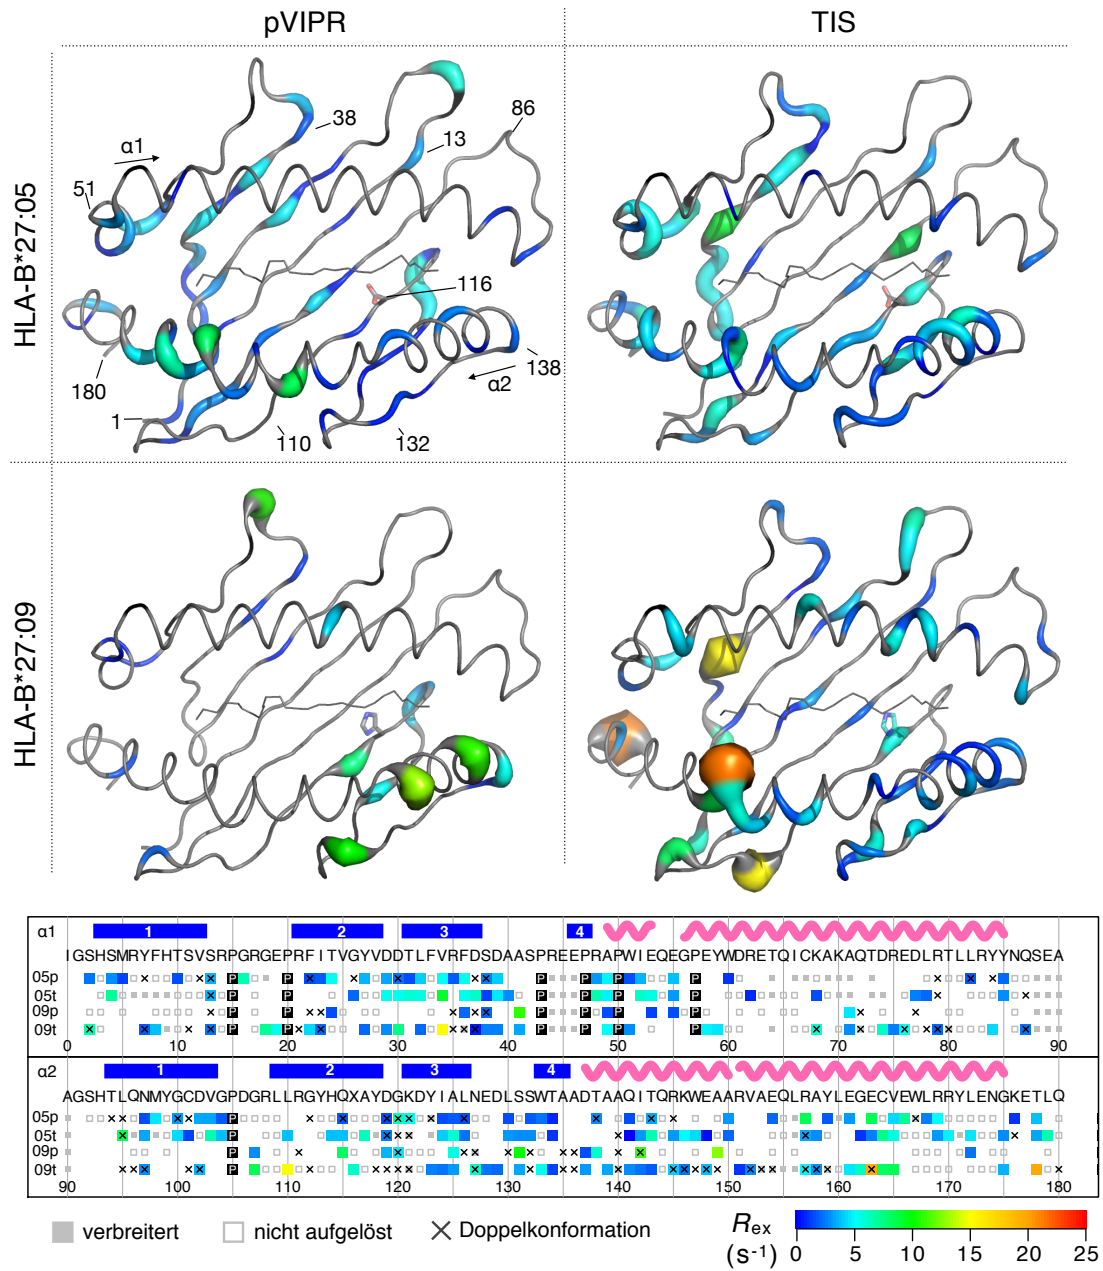 pVIPR
TIS
HLA-B*27:05
HLA-B*27:09
α1
51
38
13
86
116
180
1
110
132
138
α2
α1
1 2 3 4
IGSHSMRYFHTSVSRPGRGEPRFITVGYVDDTLFVRFDSDAASPREEPRAPWIEQEGPEYWDRETQICKAKAQTDREDLRTLLRYYNQSEA
05p P P P P P P
05t P P P P P P
09p P P P P P P
09t P P P P P P
0 10 20 30 40 50 60 70 80 90
α2
1 2 3 4
AGSHTLQNMYGCDVGPDGRLLRGYHQXAYDGKDYIALNEDLSSWTAADTAAQITQRKWEAARVAEQLRAYLEGECVEWLRRYLENGKETLQ
05p P
05t P
09p P
09t P
90 100 110 120 130 140 150 160 170 180
verbreitert
nicht aufgelöst
Doppelkonformation
Rex
(s-1)
0 5 10 15 20 25